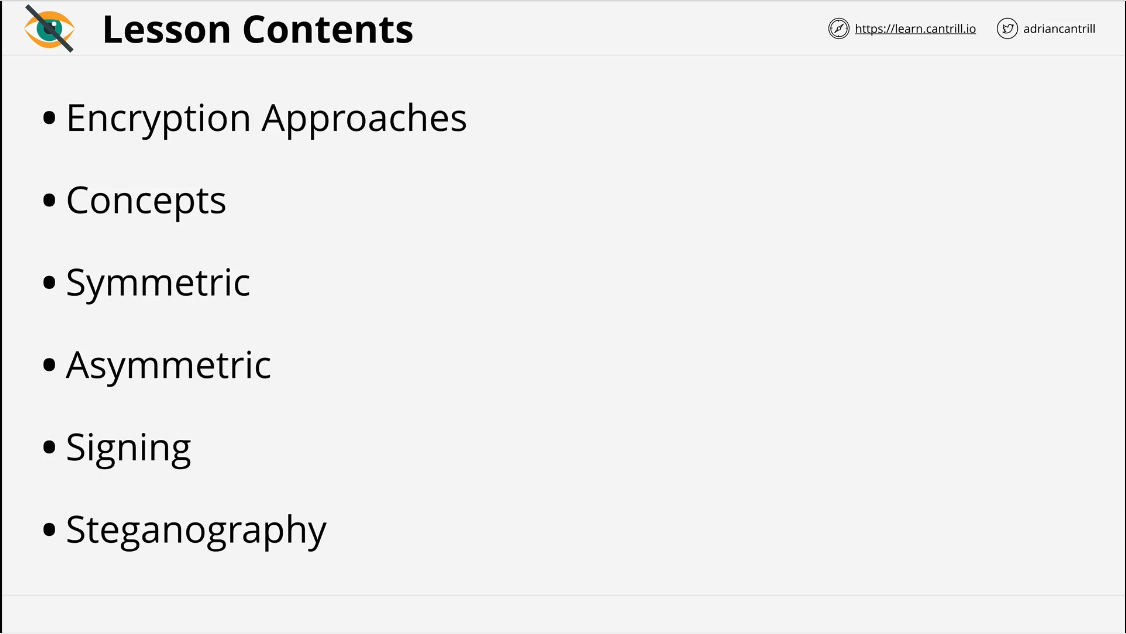 Lesson Contents
https://learn.cantrill.io
adriancantrill
• Encryption Approaches
• Concepts
• Symmetric
• Asymmetric
• Signing
• Steganography